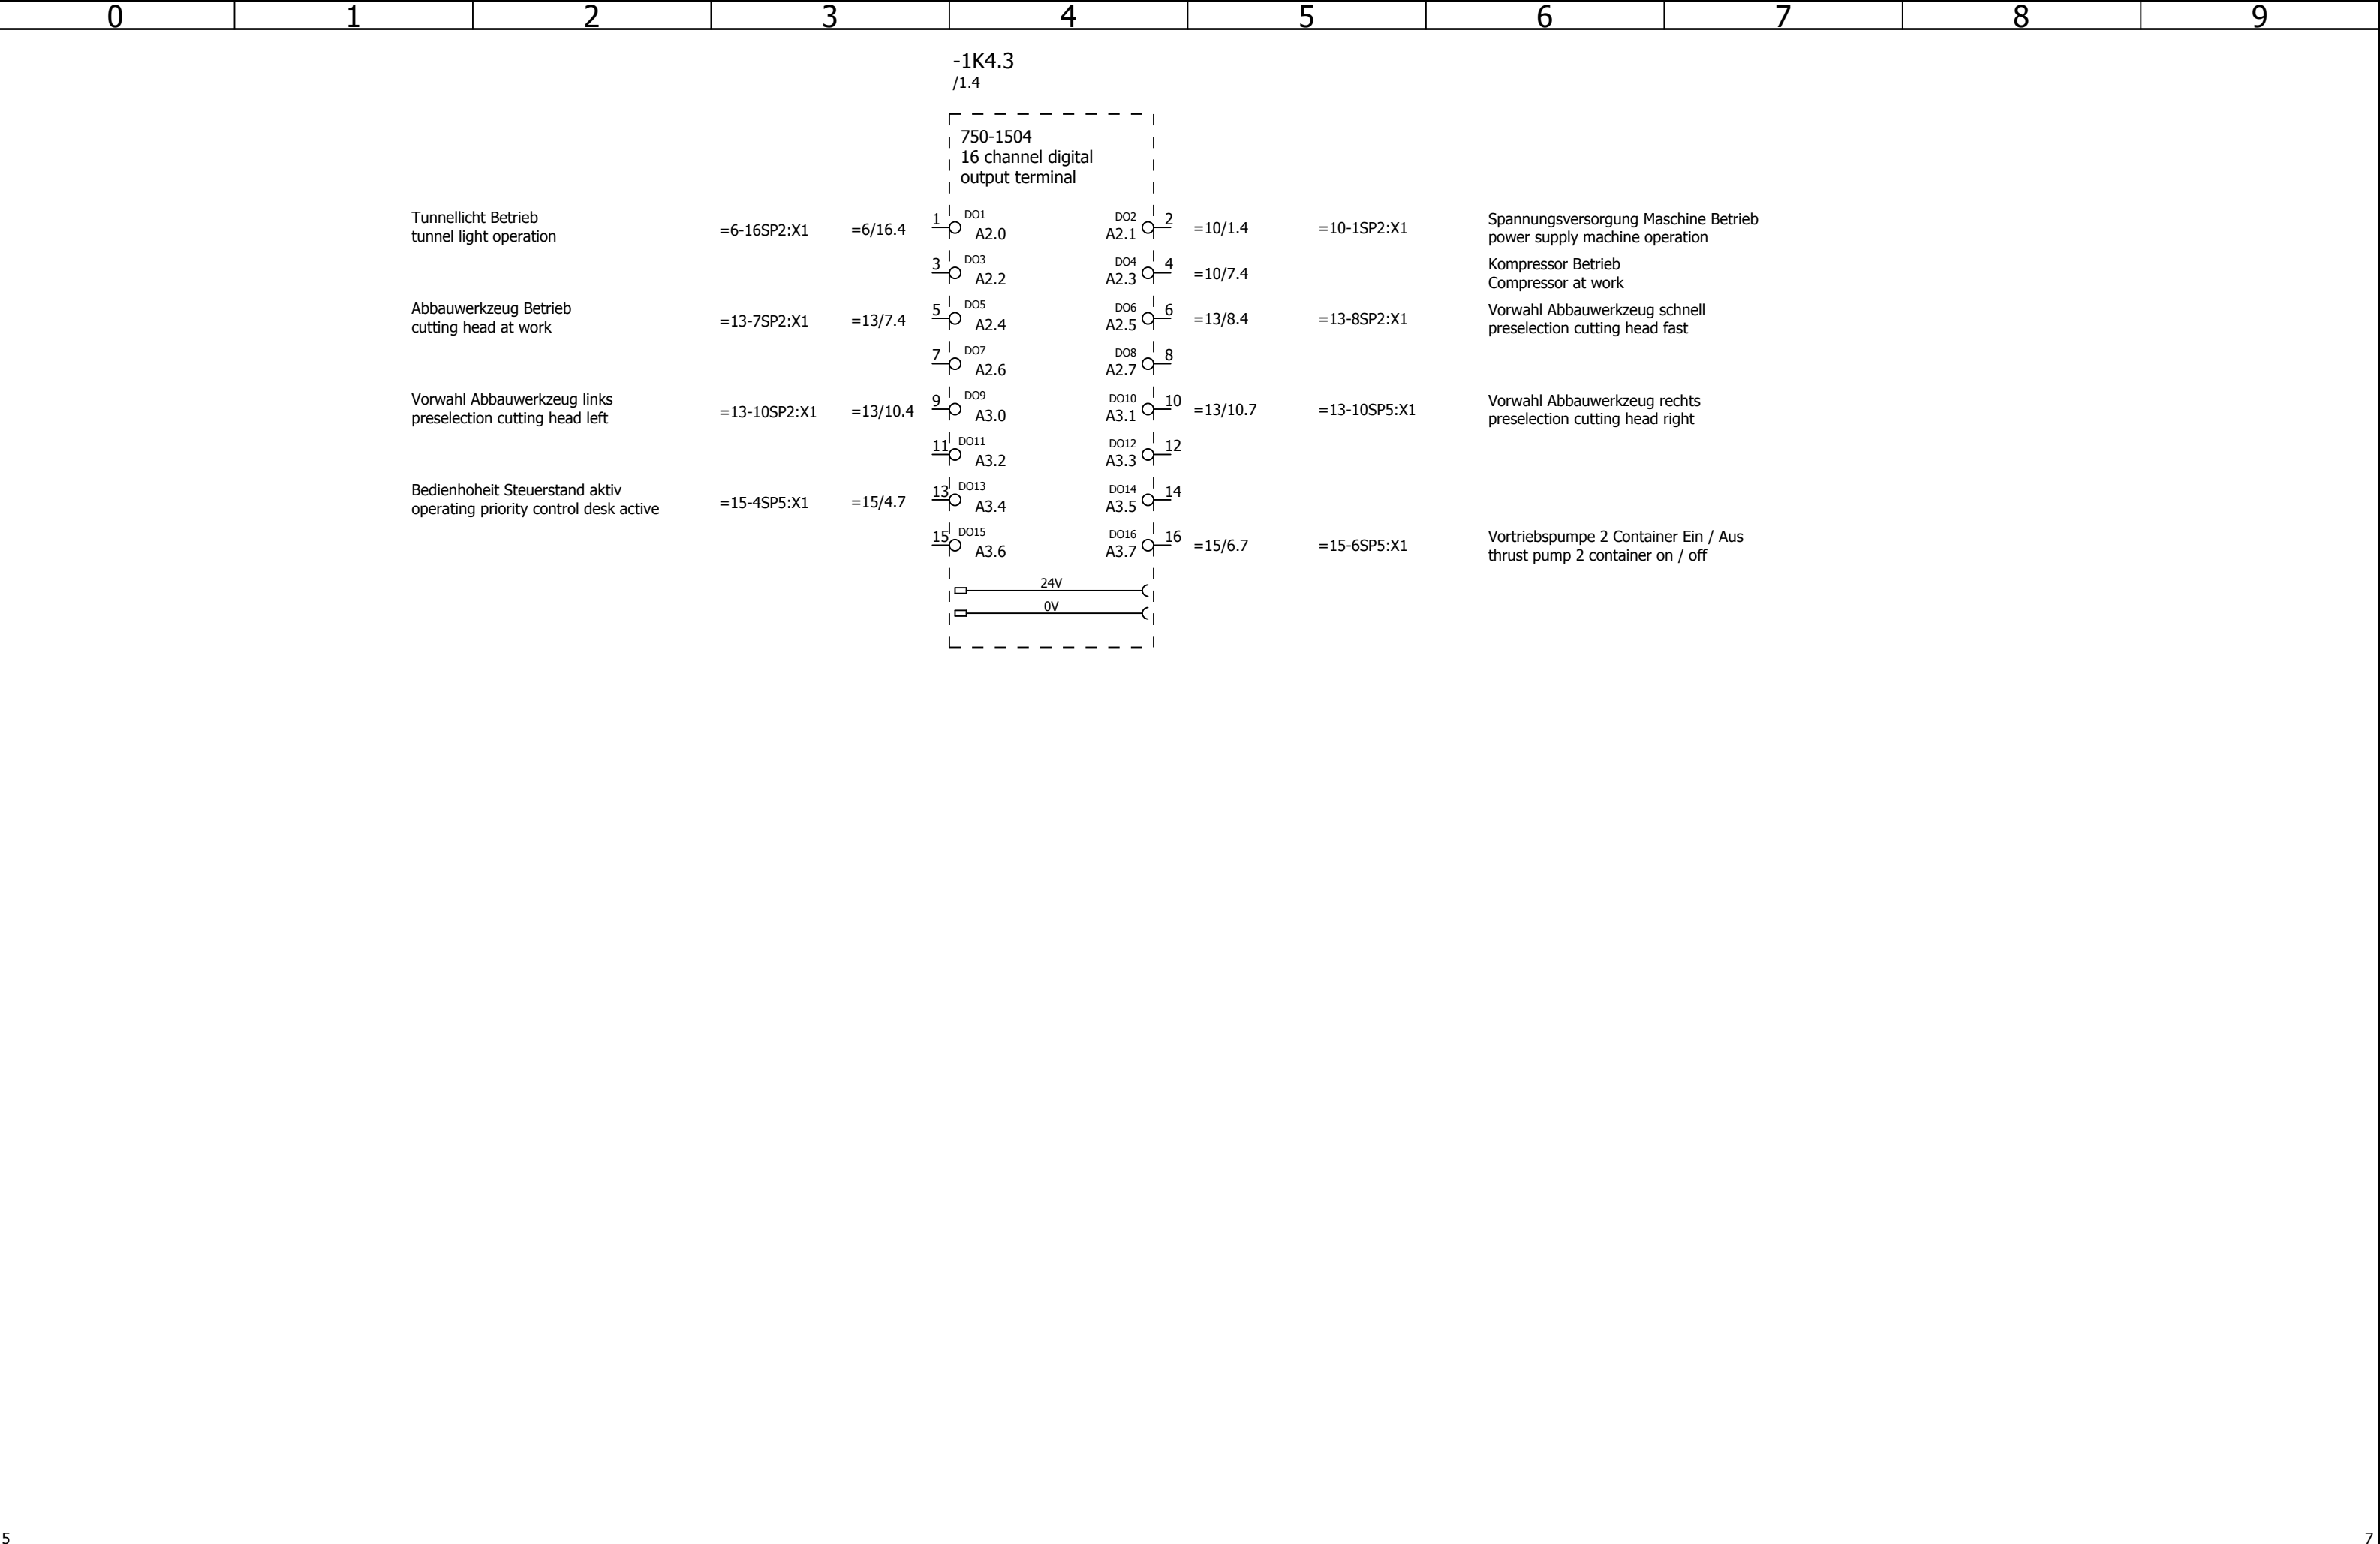 0 1 2 3 4 5 6 7 8 9
-1K4.3
/1.4
750-1504
16 channel digital
output terminal
Tunnellicht Betrieb
tunnel light operation
=6-16SP2:X1 =6/16.4 1 DO1 A2.0
DO2 A2.1 2 =10/1.4 =10-1SP2:X1
Spannungsversorgung Maschine Betrieb
power supply machine operation
3 DO3 A2.2
DO4 A2.3 4 =10/7.4
Kompressor Betrieb
Compressor at work
Abbauwerkzeug Betrieb
cutting head at work
=13-7SP2:X1 =13/7.4 5 DO5 A2.4
DO6 A2.5 6 =13/8.4 =13-8SP2:X1
Vorwahl Abbauwerkzeug schnell
preselection cutting head fast
7 DO7 A2.6
DO8 A2.7 8
Vorwahl Abbauwerkzeug links
preselection cutting head left
=13-10SP2:X1 =13/10.4 9 DO9 A3.0
DO10 A3.1 10 =13/10.7 =13-10SP5:X1
Vorwahl Abbauwerkzeug rechts
preselection cutting head right
11 DO11 A3.2
DO12 A3.3 12
Bedienhoheit Steuerstand aktiv
operating priority control desk active
=15-4SP5:X1 =15/4.7 13 DO13 A3.4
DO14 A3.5 14
15 DO15 A3.6
DO16 A3.7 16 =15/6.7 =15-6SP5:X1
Vortriebspumpe 2 Container Ein / Aus
thrust pump 2 container on / off
24V
0V
5 7